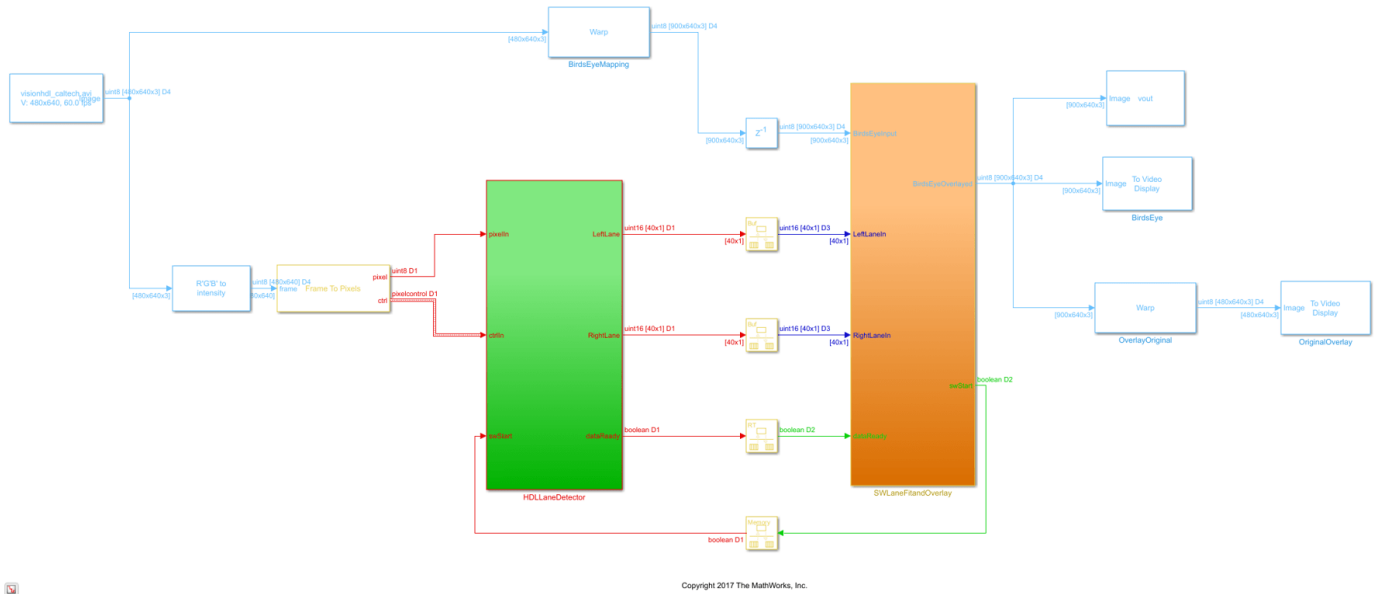 Warp
uint8 [900x640x3] D4
[480x640x3]
BirdsEyeMapping
visionhdl_caltech.avi
V: 480x640, 60.0 fps
Image
uint8 [480x640x3] D4
Z-1
uint8 [900x640x3] D4
[900x640x3]
[900x640x3]
BirdsEyeInput
BirdsEyeOverlayed
uint8 [900x640x3] D4
Image
vout
[900x640x3]
Image
To Video
Display
[900x640x3]
BirdsEye
pixelIn
LeftLane
uint16 [40x1] D1
[40x1]
Buf
uint16 [40x1] D3
[40x1]
LeftLaneIn
R'G'B' to
intensity
[480x640x3]
uint8 [480x640] D4
frame
Frame To Pixels
pixel
uint8 D1
ctrl
pixelcontrol D1
ctrlIn
RightLane
uint16 [40x1] D1
[40x1]
Buf
uint16 [40x1] D3
[40x1]
RightLaneIn
Warp
[900x640x3]
OverlayOriginal
uint8 [480x640x3] D4
[480x640x3]
Image
To Video
Display
OriginalOverlay
swStart
boolean D2
swStart
dataReady
boolean D1
RT
boolean D2
dataReady
HDLLaneDetector
SWLaneFitandOverlay
Memory
boolean D1
Copyright 2017 The MathWorks, Inc.